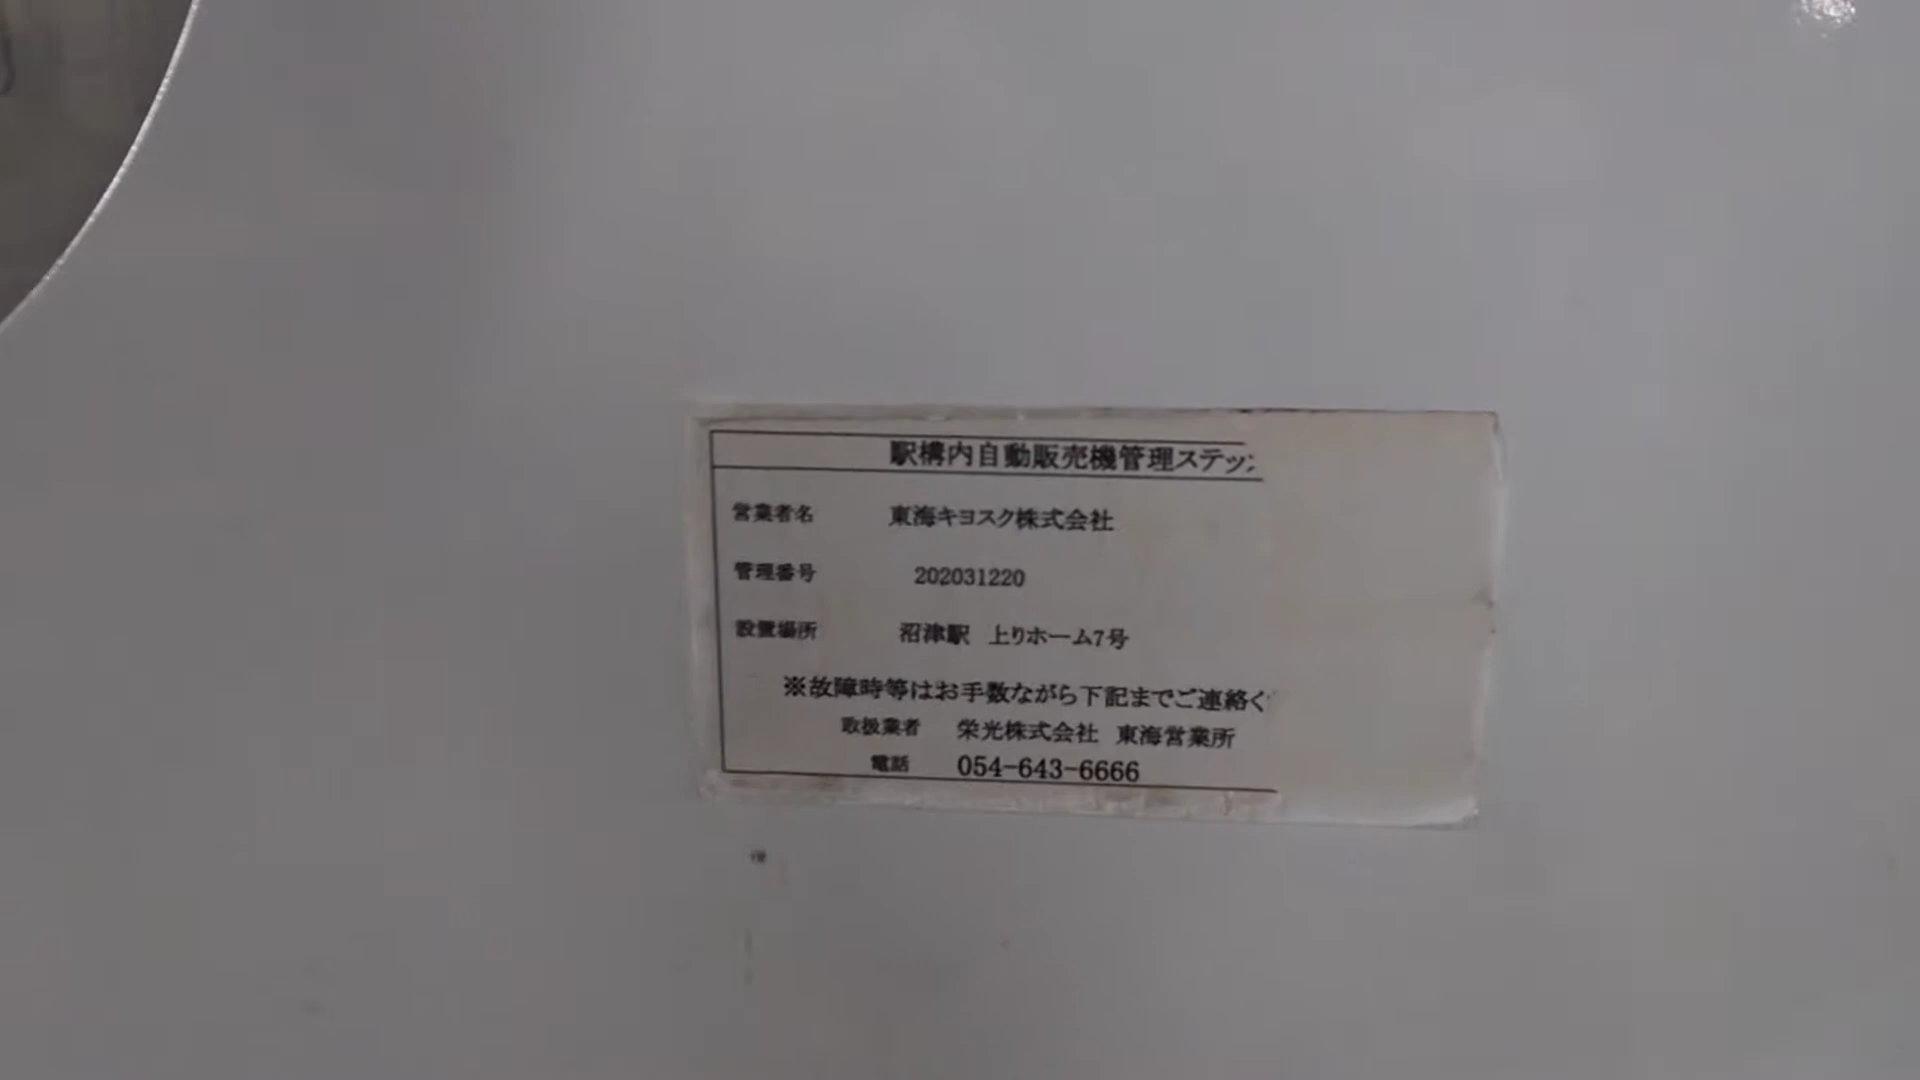 駅構内自動販売機管理ステッカ
営業者名 東海キヨスク株式会社
管理番号 202031220
設置場所 沼津駅 上りホーム7号
※故障時等はお手数ながら下記までご連絡く
取扱業者 栄光株式会社 東海営業所
電話 054-643-6666